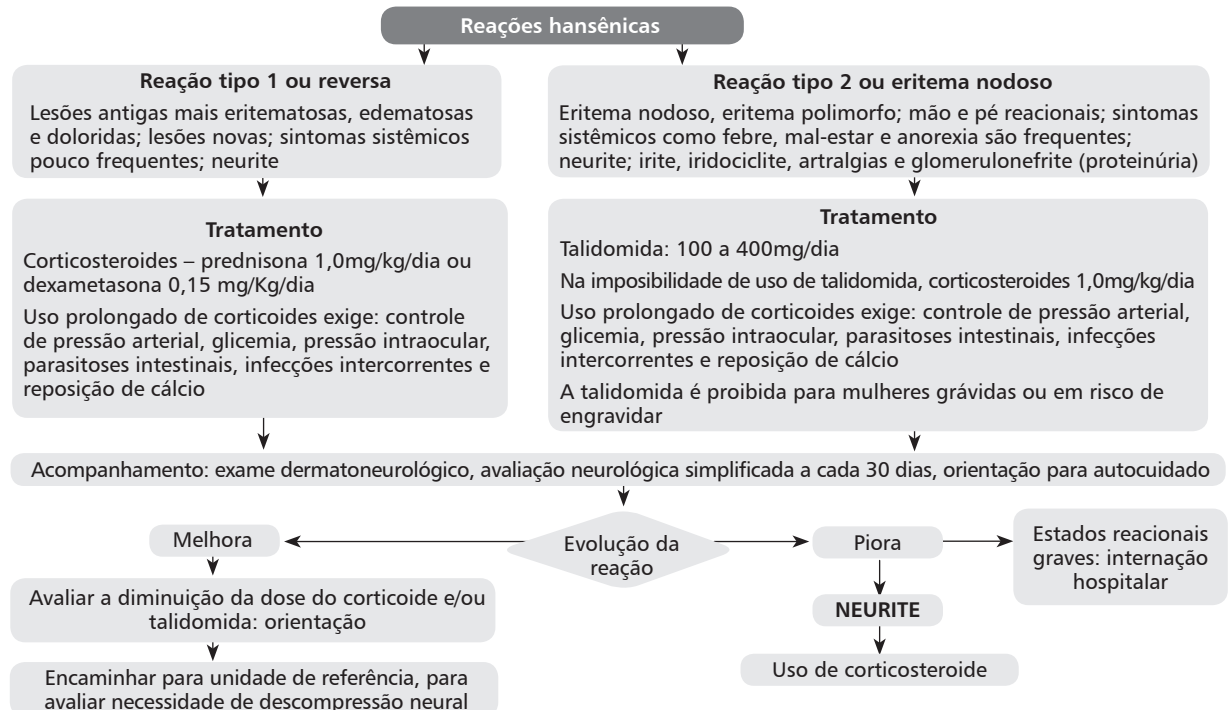 Reações hansênicas
Reação tipo 1 ou reversa
Lesões antigas mais eritematosas, edematosas
e doloridas; lesões novas; sintomas sistêmicos
pouco frequentes; neurite
Reação tipo 2 ou eritema nodoso
Eritema nodoso, eritema polimorfo; mão e pé reacionais; sintomas
sistêmicos como febre, mal-estar e anorexia são frequentes;
neurite; irite, iridociclite, artralgias e glomerulonefrite (proteinúria)
Tratamento
Corticosteroides – prednisona 1,0mg/kg/dia ou
dexametasona 0,15 mg/Kg/dia
Uso prolongado de corticoides exige: controle
de pressão arterial, glicemia, pressão intraocular,
parasitoses intestinais, infecções intercorrentes e
reposição de cálcio
Tratamento
Talidomida: 100 a 400mg/dia
Na imposibilidade de uso de talidomida, corticosteroides 1,0mg/kg/dia
Uso prolongado de corticoides exige: controle de pressão arterial,
glicemia, pressão intraocular, parasitoses intestinais, infecções
intercorrentes e reposição de cálcio
A talidomida é proibida para mulheres grávidas ou em risco de
engravidar
Acompanhamento: exame dermatoneurológico, avaliação neurológica simplificada a cada 30 dias, orientação para autocuidado
Evolução da
reação
Melhora
Avaliar a diminuição da dose do corticoide e/ou
talidomida: orientação
Encaminhar para unidade de referência, para
avaliar necessidade de descompressão neural
Piora
NEURITE
Uso de corticosteroide
Estados reacionais
graves: internação
hospitalar